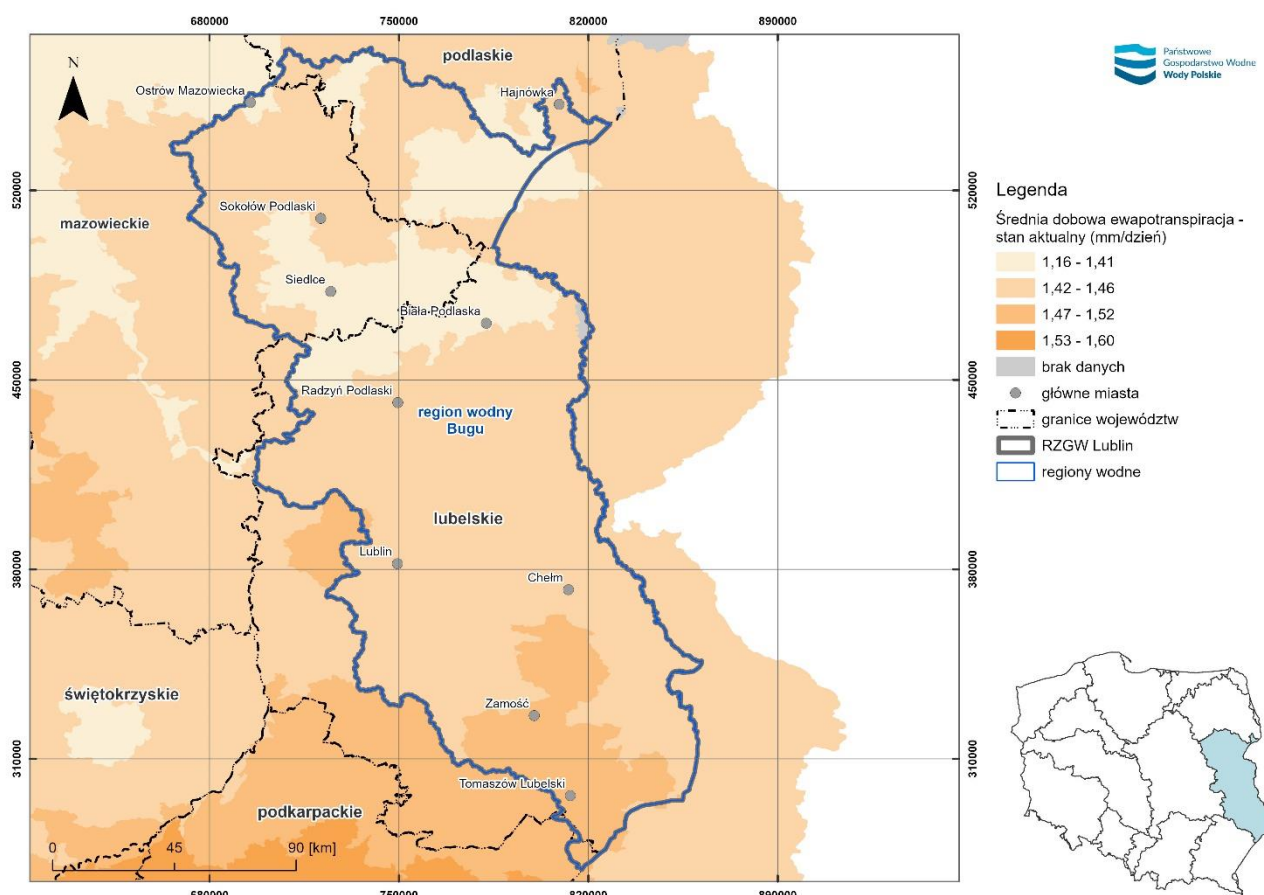 680000 750000 820000 890000
podlaskie
N
Państwowe
Gospodarstwo Wodne
Wody Polskie
Ostrów Mazowiecka
Hajnówka
520000 520000
Legenda
Średnia dobowa ewapotranspiracja -
stan aktualny (mm/dzień)
1,16 - 1,41
1,42 - 1,46
1,47 - 1,52
1,53 - 1,60
brak danych
główne miasta
granice województw
RZGW Lublin
regiony wodne
mazowieckie
Sokołów Podlaski
Siedlce
Biała Podlaska
450000 450000
Radzyń Podlaski
region wodny
Bugu
lubelskie
Lublin
380000 380000
Chełm
świętokrzyskie
Zamość
310000 310000
Tomaszów Lubelski
podkarpackie
0 45 90 [km]
680000 750000 820000 890000